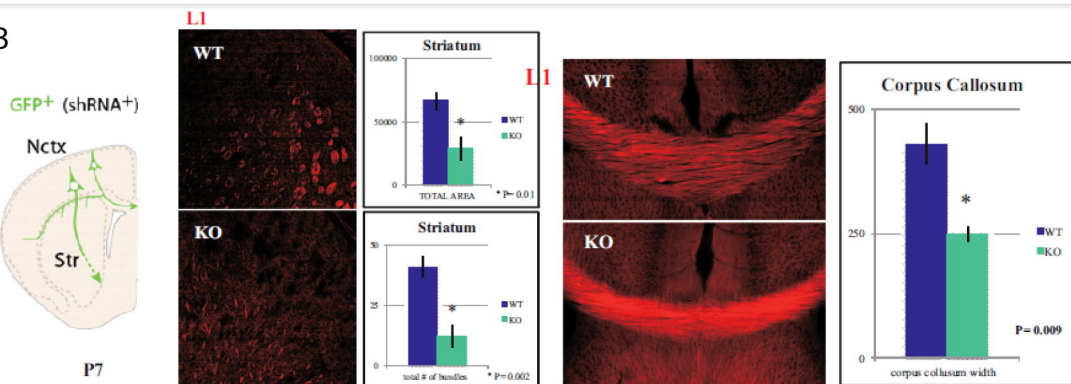 B
GFP+ (shRNA+)
Nctx
Str
P7
L1
WT
KO
Striatum
100000
50000
0
*
WT
KO
TOTAL AREA
* P= 0.01
Striatum
50
25
0
*
WT
KO
total # of bundles
* P= 0.002
L1
WT
KO
Corpus Callosum
500
250
0
*
WT
KO
P= 0.009
corpus collusum width